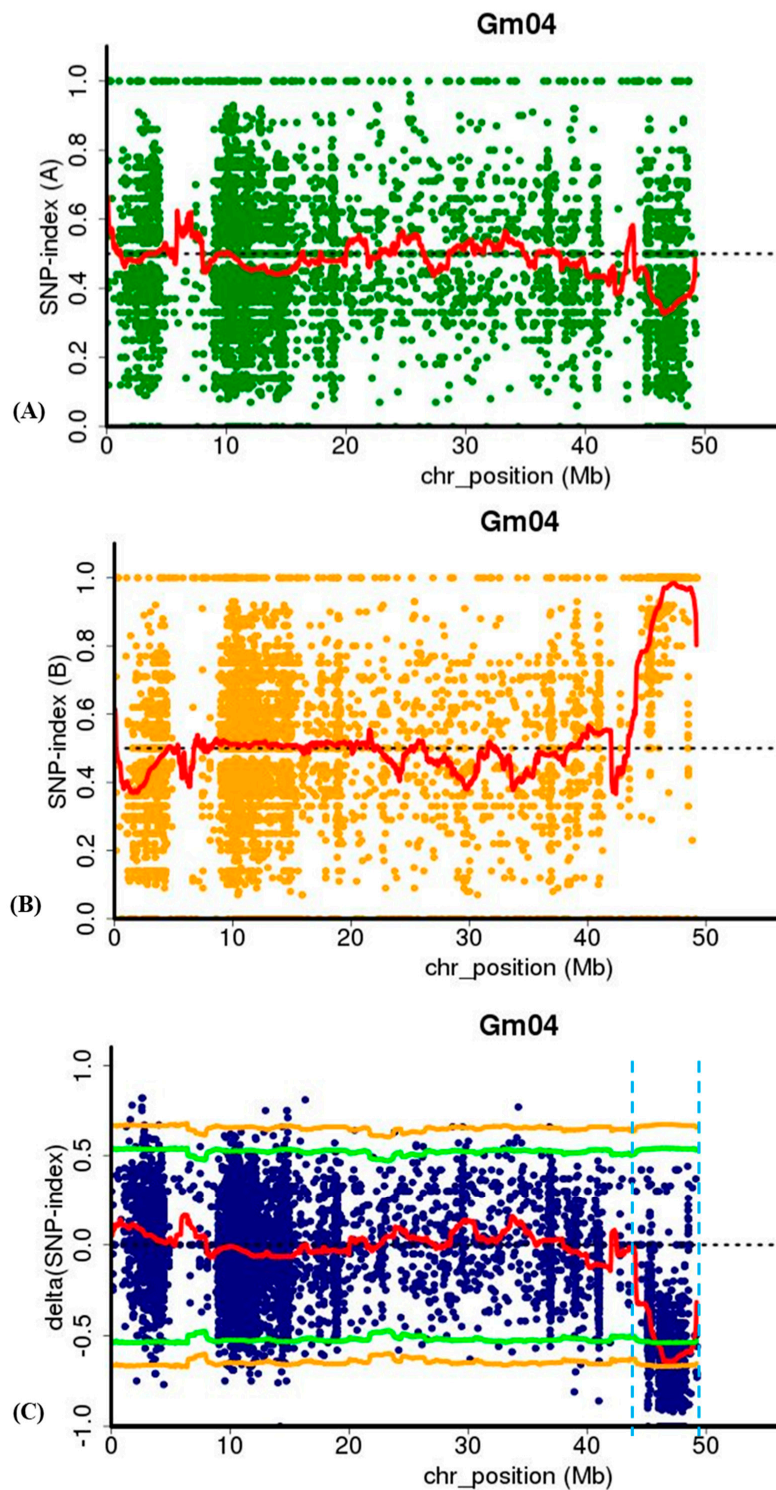 Gm04
1.0
0.8
0.6
0.4
0.2
0.0
SNP-index (A)
(A)
0 10 20 30 40 50
chr_position (Mb)
Gm04
1.0
0.8
0.6
0.4
0.2
0.0
SNP-index (B)
(B)
0 10 20 30 40 50
chr_position (Mb)
Gm04
1.0
0.5
0.0
-0.5
-1.0
delta(SNP-index)
(C)
0 10 20 30 40 50
chr_position (Mb)